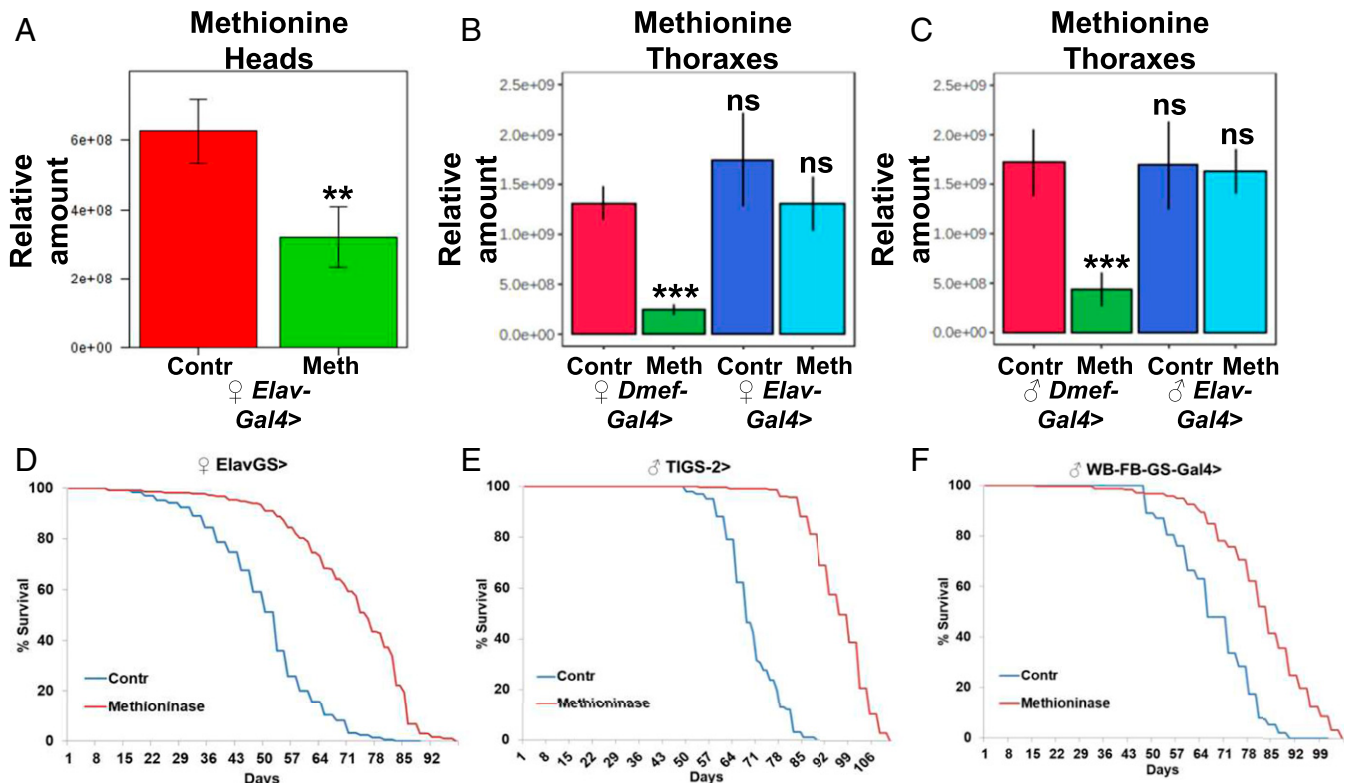 A
Methionine
Heads
Relative
amount
6e+08
4e+08
2e+08
0e+00
**
Contr Meth
♀ Elav-
Gal4>
B
Methionine
Thoraxes
Relative
amount
2.5e+09
2.0e+09
1.5e+09
1.0e+09
5.0e+08
0.0e+00
***
ns
ns
Contr Meth Contr Meth
♀ Dmef- ♀ Elav-
Gal4> Gal4>
C
Methionine
Thoraxes
Relative
amount
2.5e+09
2.0e+09
1.5e+09
1.0e+09
5.0e+08
0.0e+00
***
ns
ns
Contr Meth Contr Meth
♂ Dmef- ♂ Elav-
Gal4> Gal4>
D
♀ ElavGS>
% Survival
100
80
60
40
20
0
Contr
Methioninase
1 8 15 22 29 36 43 50 57 64 71 78 85 92
Days
E
♂ TIGS-2>
% Survival
100
80
60
40
20
0
Contr
Methioninase
1 8 15 22 29 36 43 50 57 64 71 78 85 92 99 106
Days
F
♂ WB-FB-GS-Gal4>
% Survival
100
80
60
40
20
0
Contr
Methioninase
1 8 15 22 29 36 43 50 57 64 71 78 85 92 99
Days